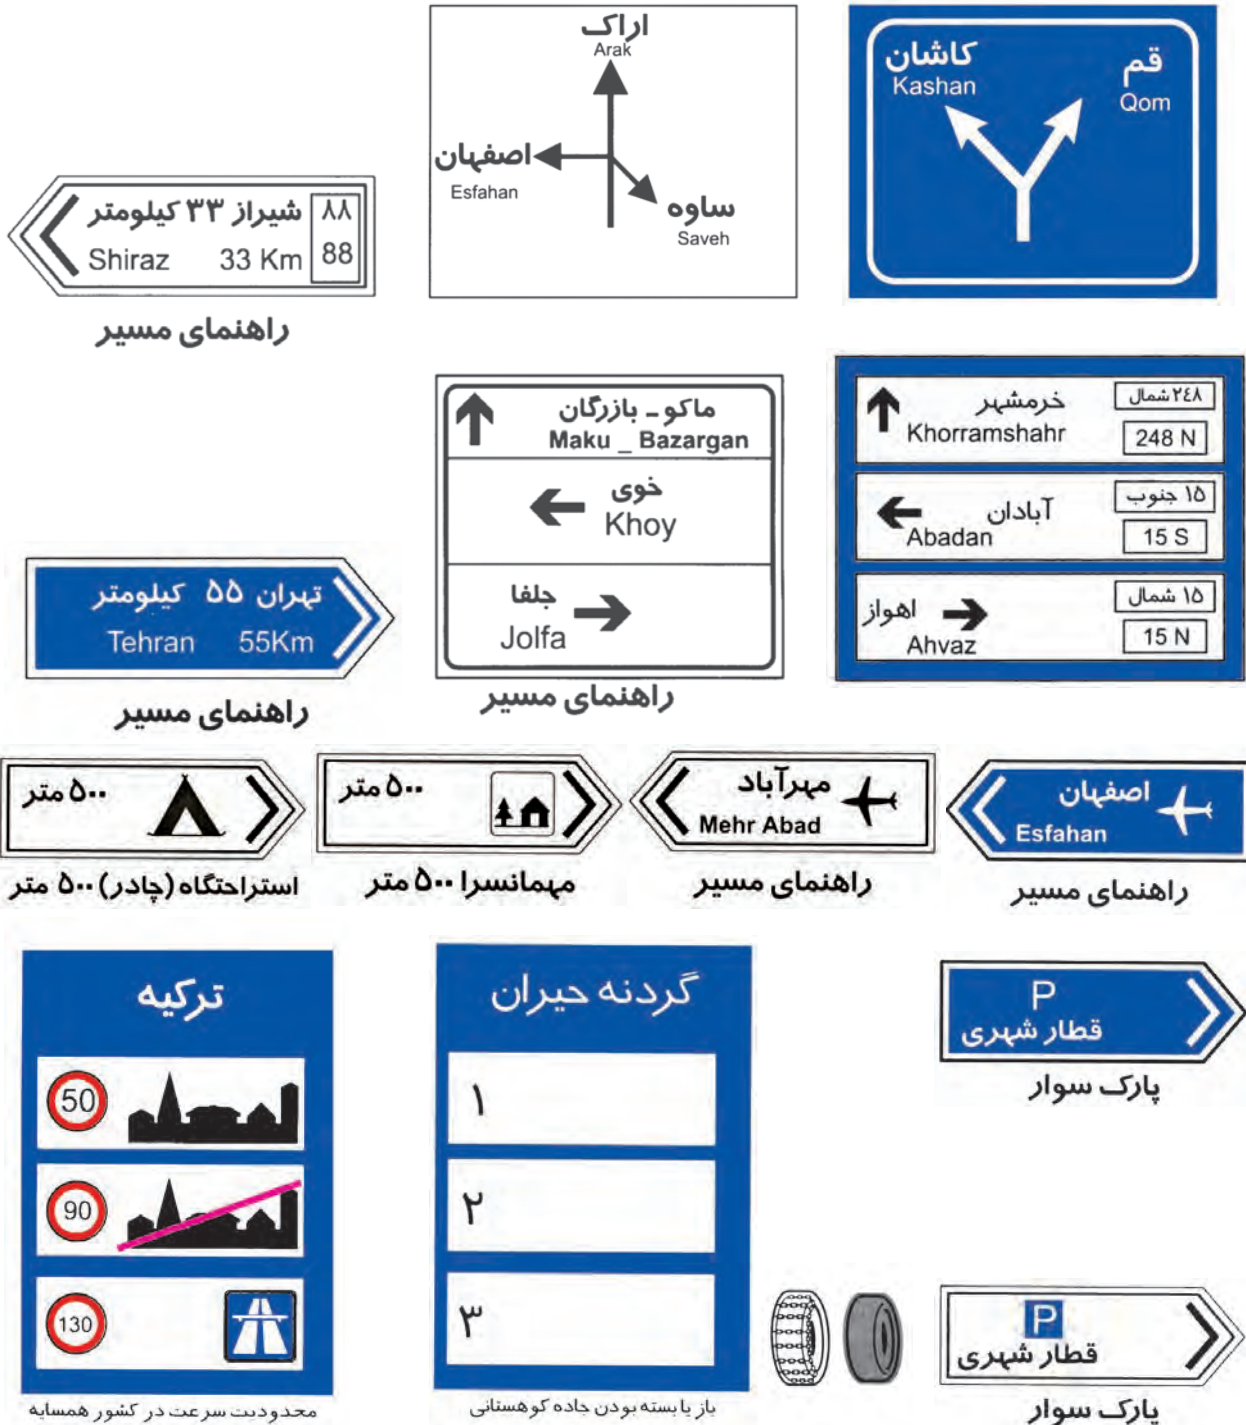 اراک
Arak
اصفهان
Esfahan
ساوه
Saveh
کاشان
Kashan
قم
Qom
شیراز ۳۳ کیلومتر
۸۸
Shiraz 33 Km
88
راهنمای مسیر
ماکو ـ بازرگان
Maku _ Bazargan
خوی
Khoy
جلفا
Jolfa
راهنمای مسیر
خرمشهر
۲٤۸ شمال
Khorramshahr
248 N
آبادان
۱۵ جنوب
Abadan
15 S
اهواز
۱۵ شمال
Ahvaz
15 N
تهران ۵۵ کیلومتر
Tehran 55Km
راهنمای مسیر
۵۰۰ متر
استراحتگاه (چادر) ۵۰۰ متر
۵۰۰ متر
مهمانسرا ۵۰۰ متر
مهرآباد
Mehr Abad
راهنمای مسیر
اصفهان
Esfahan
راهنمای مسیر
ترکیه
50
90
130
محدودیت سرعت در کشور همسایه
گردنه حیران
۱
۲
۳
باز یا بسته بودن جاده کوهستانی
P
قطار شهری
پارک سوار
P
قطار شهری
پارک سوار